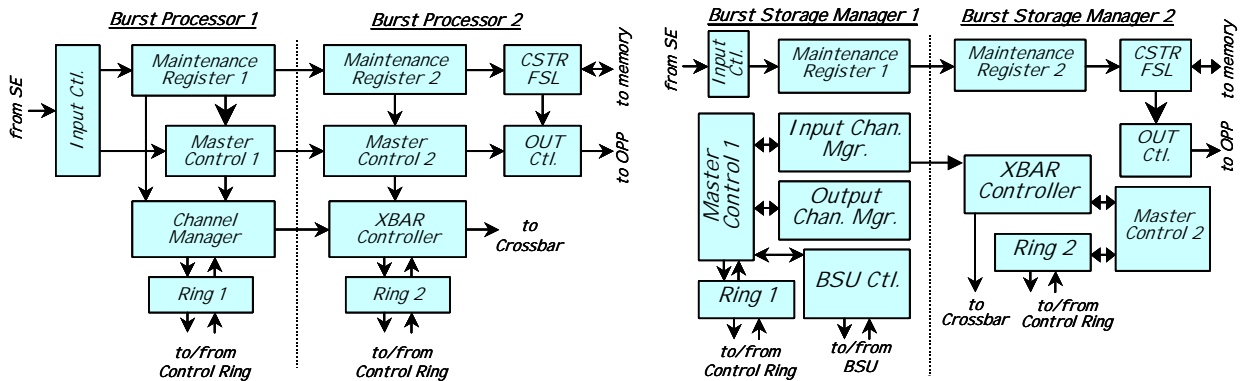 Burst Processor 1
Burst Processor 2
from SE
Input Ctl.
Maintenance
Register 1
Maintenance
Register 2
CSTR
FSL
to memory
Master
Control 1
Master
Control 2
OUT
Ctl.
to OPP
Channel
Manager
XBAR
Controller
to
Crossbar
Ring 1
Ring 2
to/from
Control Ring
to/from
Control Ring
Burst Storage Manager 1
Burst Storage Manager 2
from SE
Input
Ctl.
Maintenance
Register 1
Maintenance
Register 2
CSTR
FSL
to memory
Master
Control 1
Input Chan.
Mgr.
OUT
Ctl.
to OPP
Output
Chan. Mgr.
XBAR
Controller
Master
Control 2
Ring 1
BSU Ctl.
Ring 2
to
Crossbar
to/from
Control Ring
to/from
Control Ring
to/from
BSU